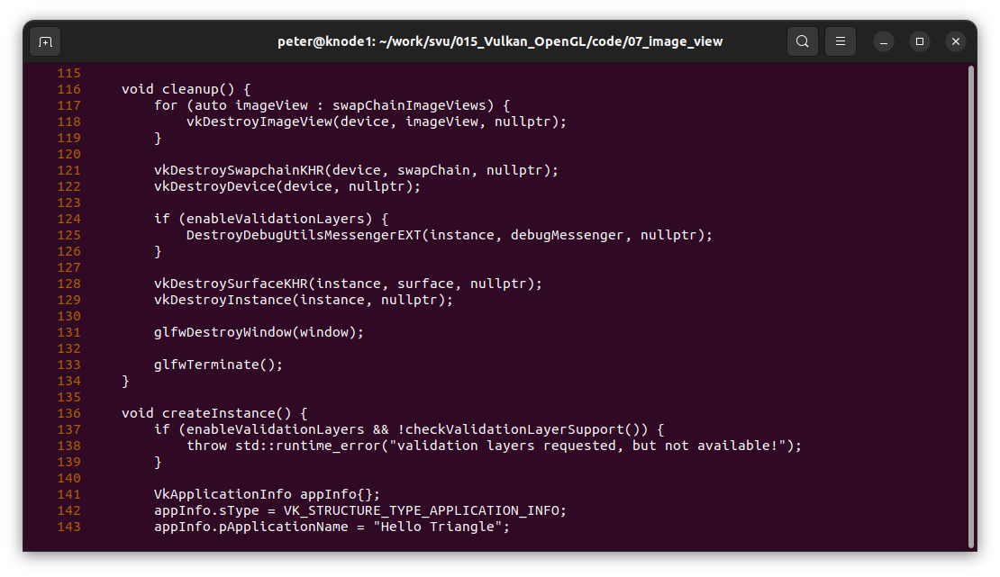 peter@knode1: ~/work/svu/015_Vulkan_OpenGL/code/07_image_view
115
116     void cleanup() {
117         for (auto imageView : swapChainImageViews) {
118             vkDestroyImageView(device, imageView, nullptr);
119         }
120
121         vkDestroySwapchainKHR(device, swapChain, nullptr);
122         vkDestroyDevice(device, nullptr);
123
124         if (enableValidationLayers) {
125             DestroyDebugUtilsMessengerEXT(instance, debugMessenger, nullptr);
126         }
127
128         vkDestroySurfaceKHR(instance, surface, nullptr);
129         vkDestroyInstance(instance, nullptr);
130
131         glfwDestroyWindow(window);
132
133         glfwTerminate();
134     }
135
136     void createInstance() {
137         if (enableValidationLayers && !checkValidationLayerSupport()) {
138             throw std::runtime_error("validation layers requested, but not available!");
139         }
140
141         VkApplicationInfo appInfo{};
142         appInfo.sType = VK_STRUCTURE_TYPE_APPLICATION_INFO;
143         appInfo.pApplicationName = "Hello Triangle";